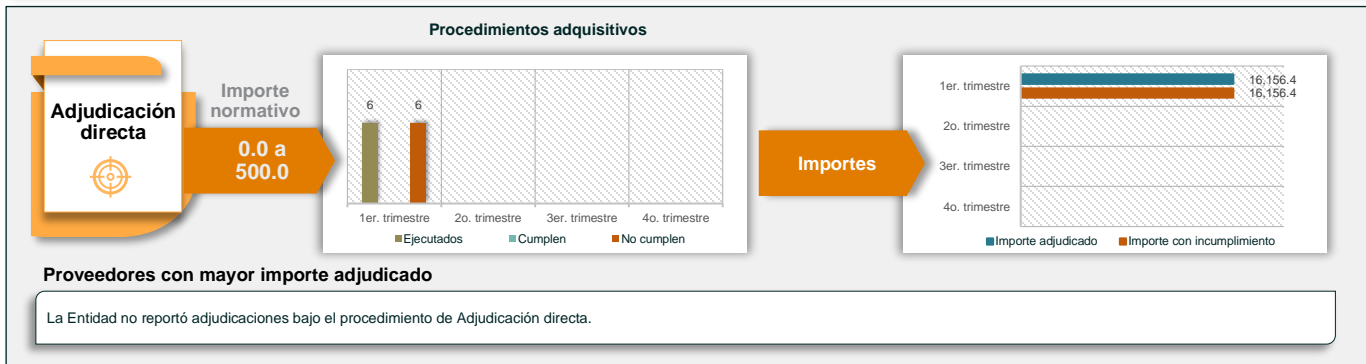 Procedimientos adquisitivos
Adjudicación
directa
Importe
normativo
0.0 a
500.0
6 6
1er. trimestre 2o. trimestre 3er. trimestre 4o. trimestre
Ejecutados Cumplen No cumplen
Importes
1er. trimestre
16,156.4
16,156.4
2o. trimestre
3er. trimestre
4o. trimestre
Importe adjudicado Importe con incumplimiento
Proveedores con mayor importe adjudicado
La Entidad no reportó adjudicaciones bajo el procedimiento de Adjudicación directa.